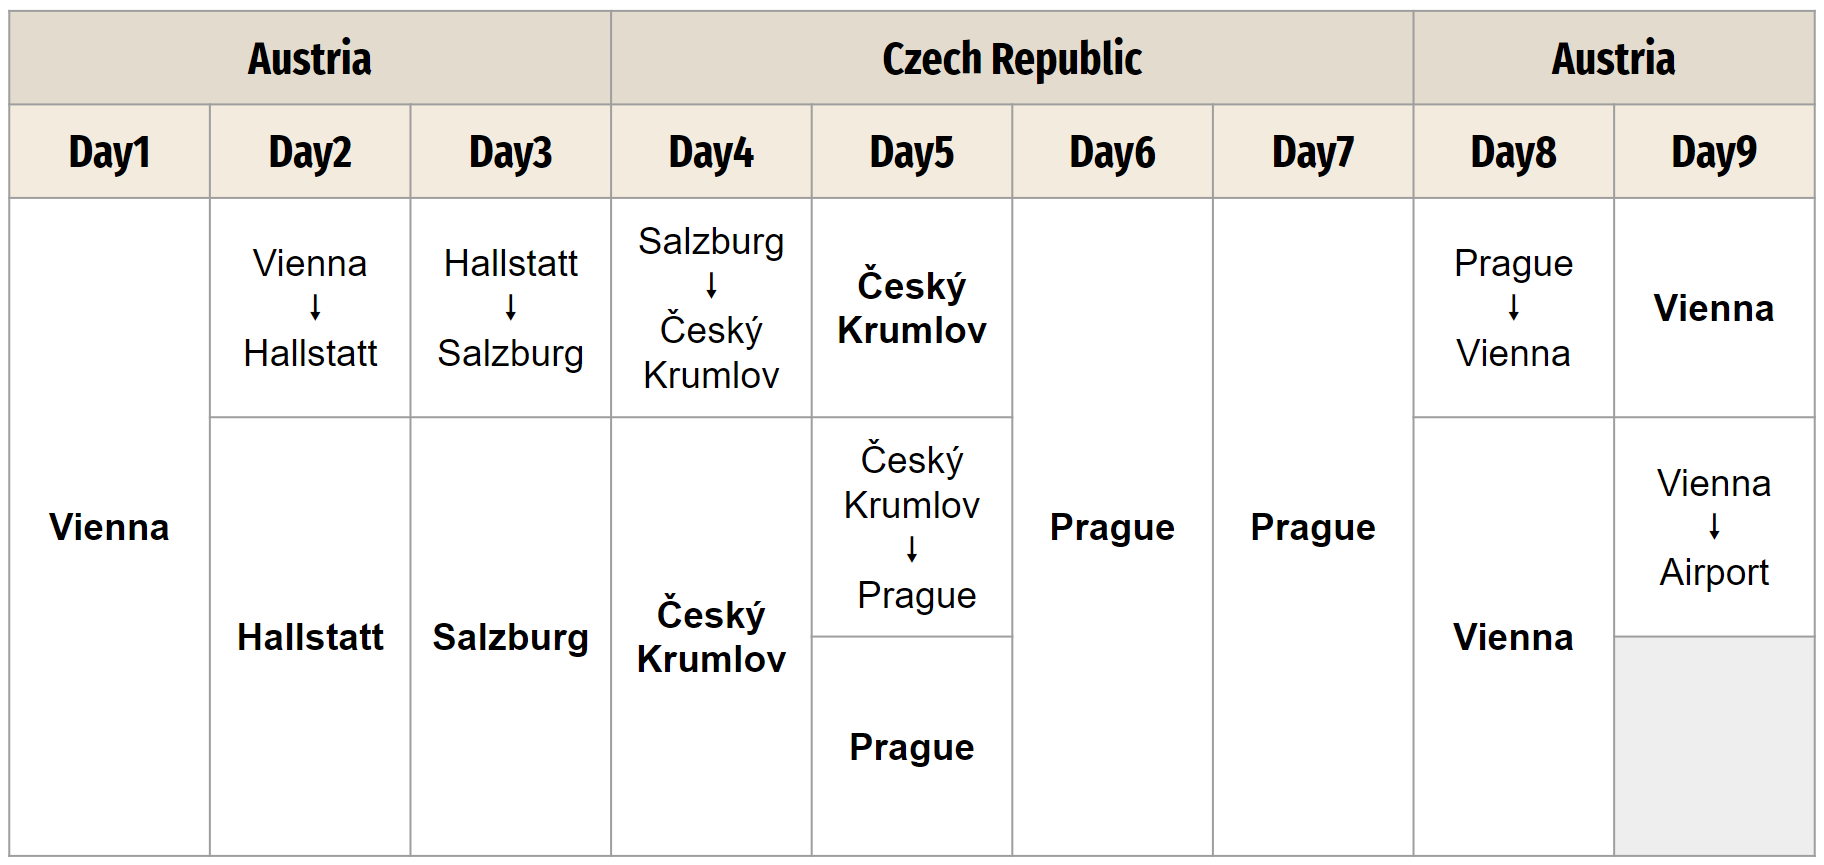 Austria
Czech Republic
Austria
Day1
Day2
Day3
Day4
Day5
Day6
Day7
Day8
Day9
Vienna
Vienna
↓
Hallstatt
Hallstatt
Hallstatt
↓
Salzburg
Salzburg
Salzburg
↓
Český
Krumlov
Český
Krumlov
Český
Krumlov
Český
Krumlov
↓
Prague
Prague
Prague
Prague
Prague
↓
Vienna
Vienna
Vienna
Vienna
↓
Airport